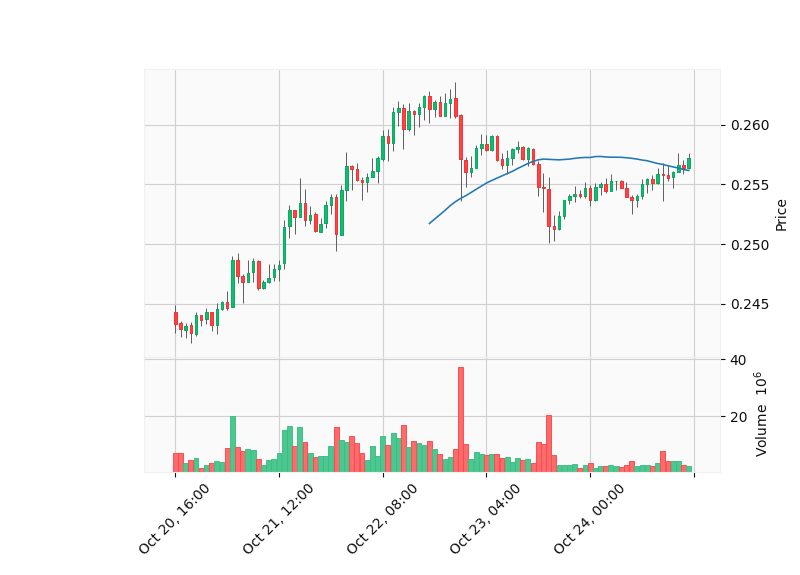 0.260
0.255
0.250
0.245
Price
40
20
Volume 10^6
Oct 20, 16:00
Oct 21, 12:00
Oct 22, 08:00
Oct 23, 04:00
Oct 24, 00:00